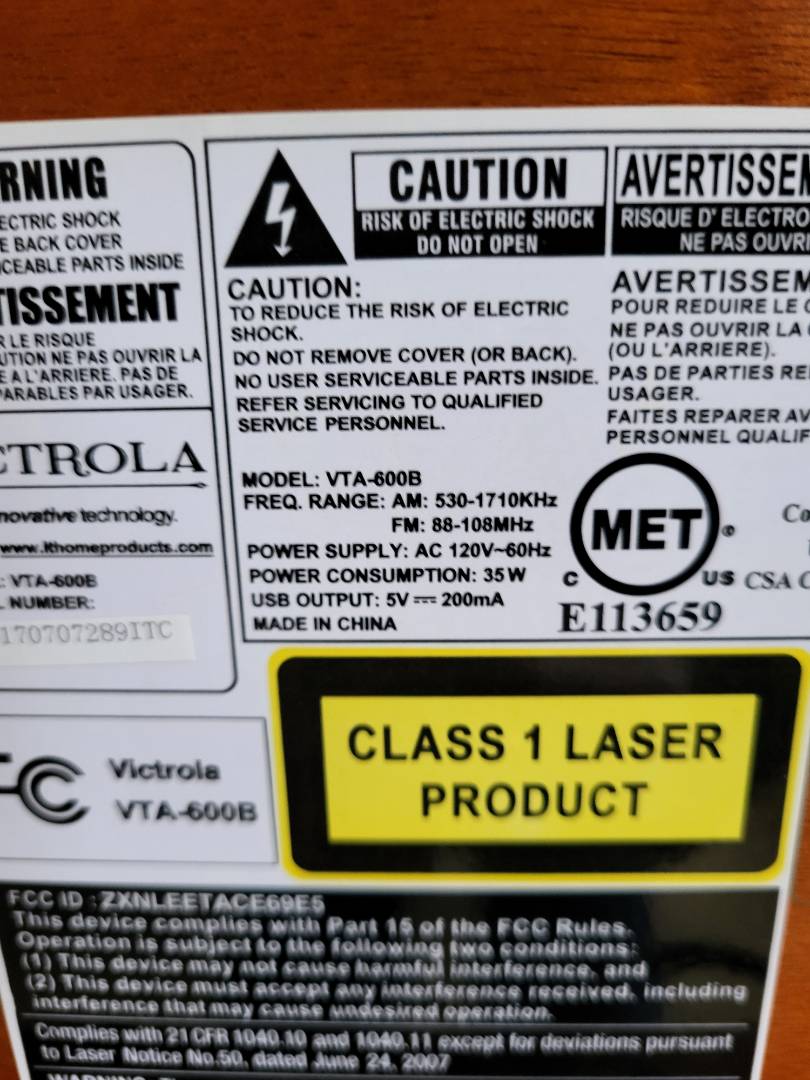 RNING
ECTRIC SHOCK
E BACK COVER
CEABLE PARTS INSIDE
TISSEMENT
R LE RISQUE
UTION NE PAS OUVRIR LA
E A L'ARRIERE. PAS DE
PARABLES PAR USAGER.
CTROLA
novative technology.
www.ithomeproducts.com
: VTA-600B
L NUMBER:
170707289ITC
FC Victrola
VTA-600B
CAUTION
RISK OF ELECTRIC SHOCK
DO NOT OPEN
AVERTISSEM
RISQUE D' ELECTRO
NE PAS OUVRI
CAUTION:
TO REDUCE THE RISK OF ELECTRIC
SHOCK.
DO NOT REMOVE COVER (OR BACK).
NO USER SERVICEABLE PARTS INSIDE.
REFER SERVICING TO QUALIFIED
SERVICE PERSONNEL.
AVERTISSEM
POUR REDUIRE LE
NE PAS OUVRIR LA
(OU L'ARRIERE).
PAS DE PARTIES RE
USAGER.
FAITES REPARER AV
PERSONNEL QUALIF
MODEL: VTA-600B
FREQ. RANGE: AM: 530-1710KHz
FM: 88-108MHz
POWER SUPPLY: AC 120V~60Hz
POWER CONSUMPTION: 35W
USB OUTPUT: 5V ⎓ 200mA
MADE IN CHINA
MET ®
C US
E113659
Co
CSA C
CLASS 1 LASER
PRODUCT
FCC ID : ZXNLEETACE69E5
This device complies with Part 15 of the FCC Rules.
Operation is subject to the following two conditions:
(1) This device may not cause harmful interference, and
(2) This device must accept any interference received, including
interference that may cause undesired operation.
Complies with 21 CFR 1040.10 and 1040.11 except for deviations pursuant
to Laser Notice No.50, dated June 24, 2007